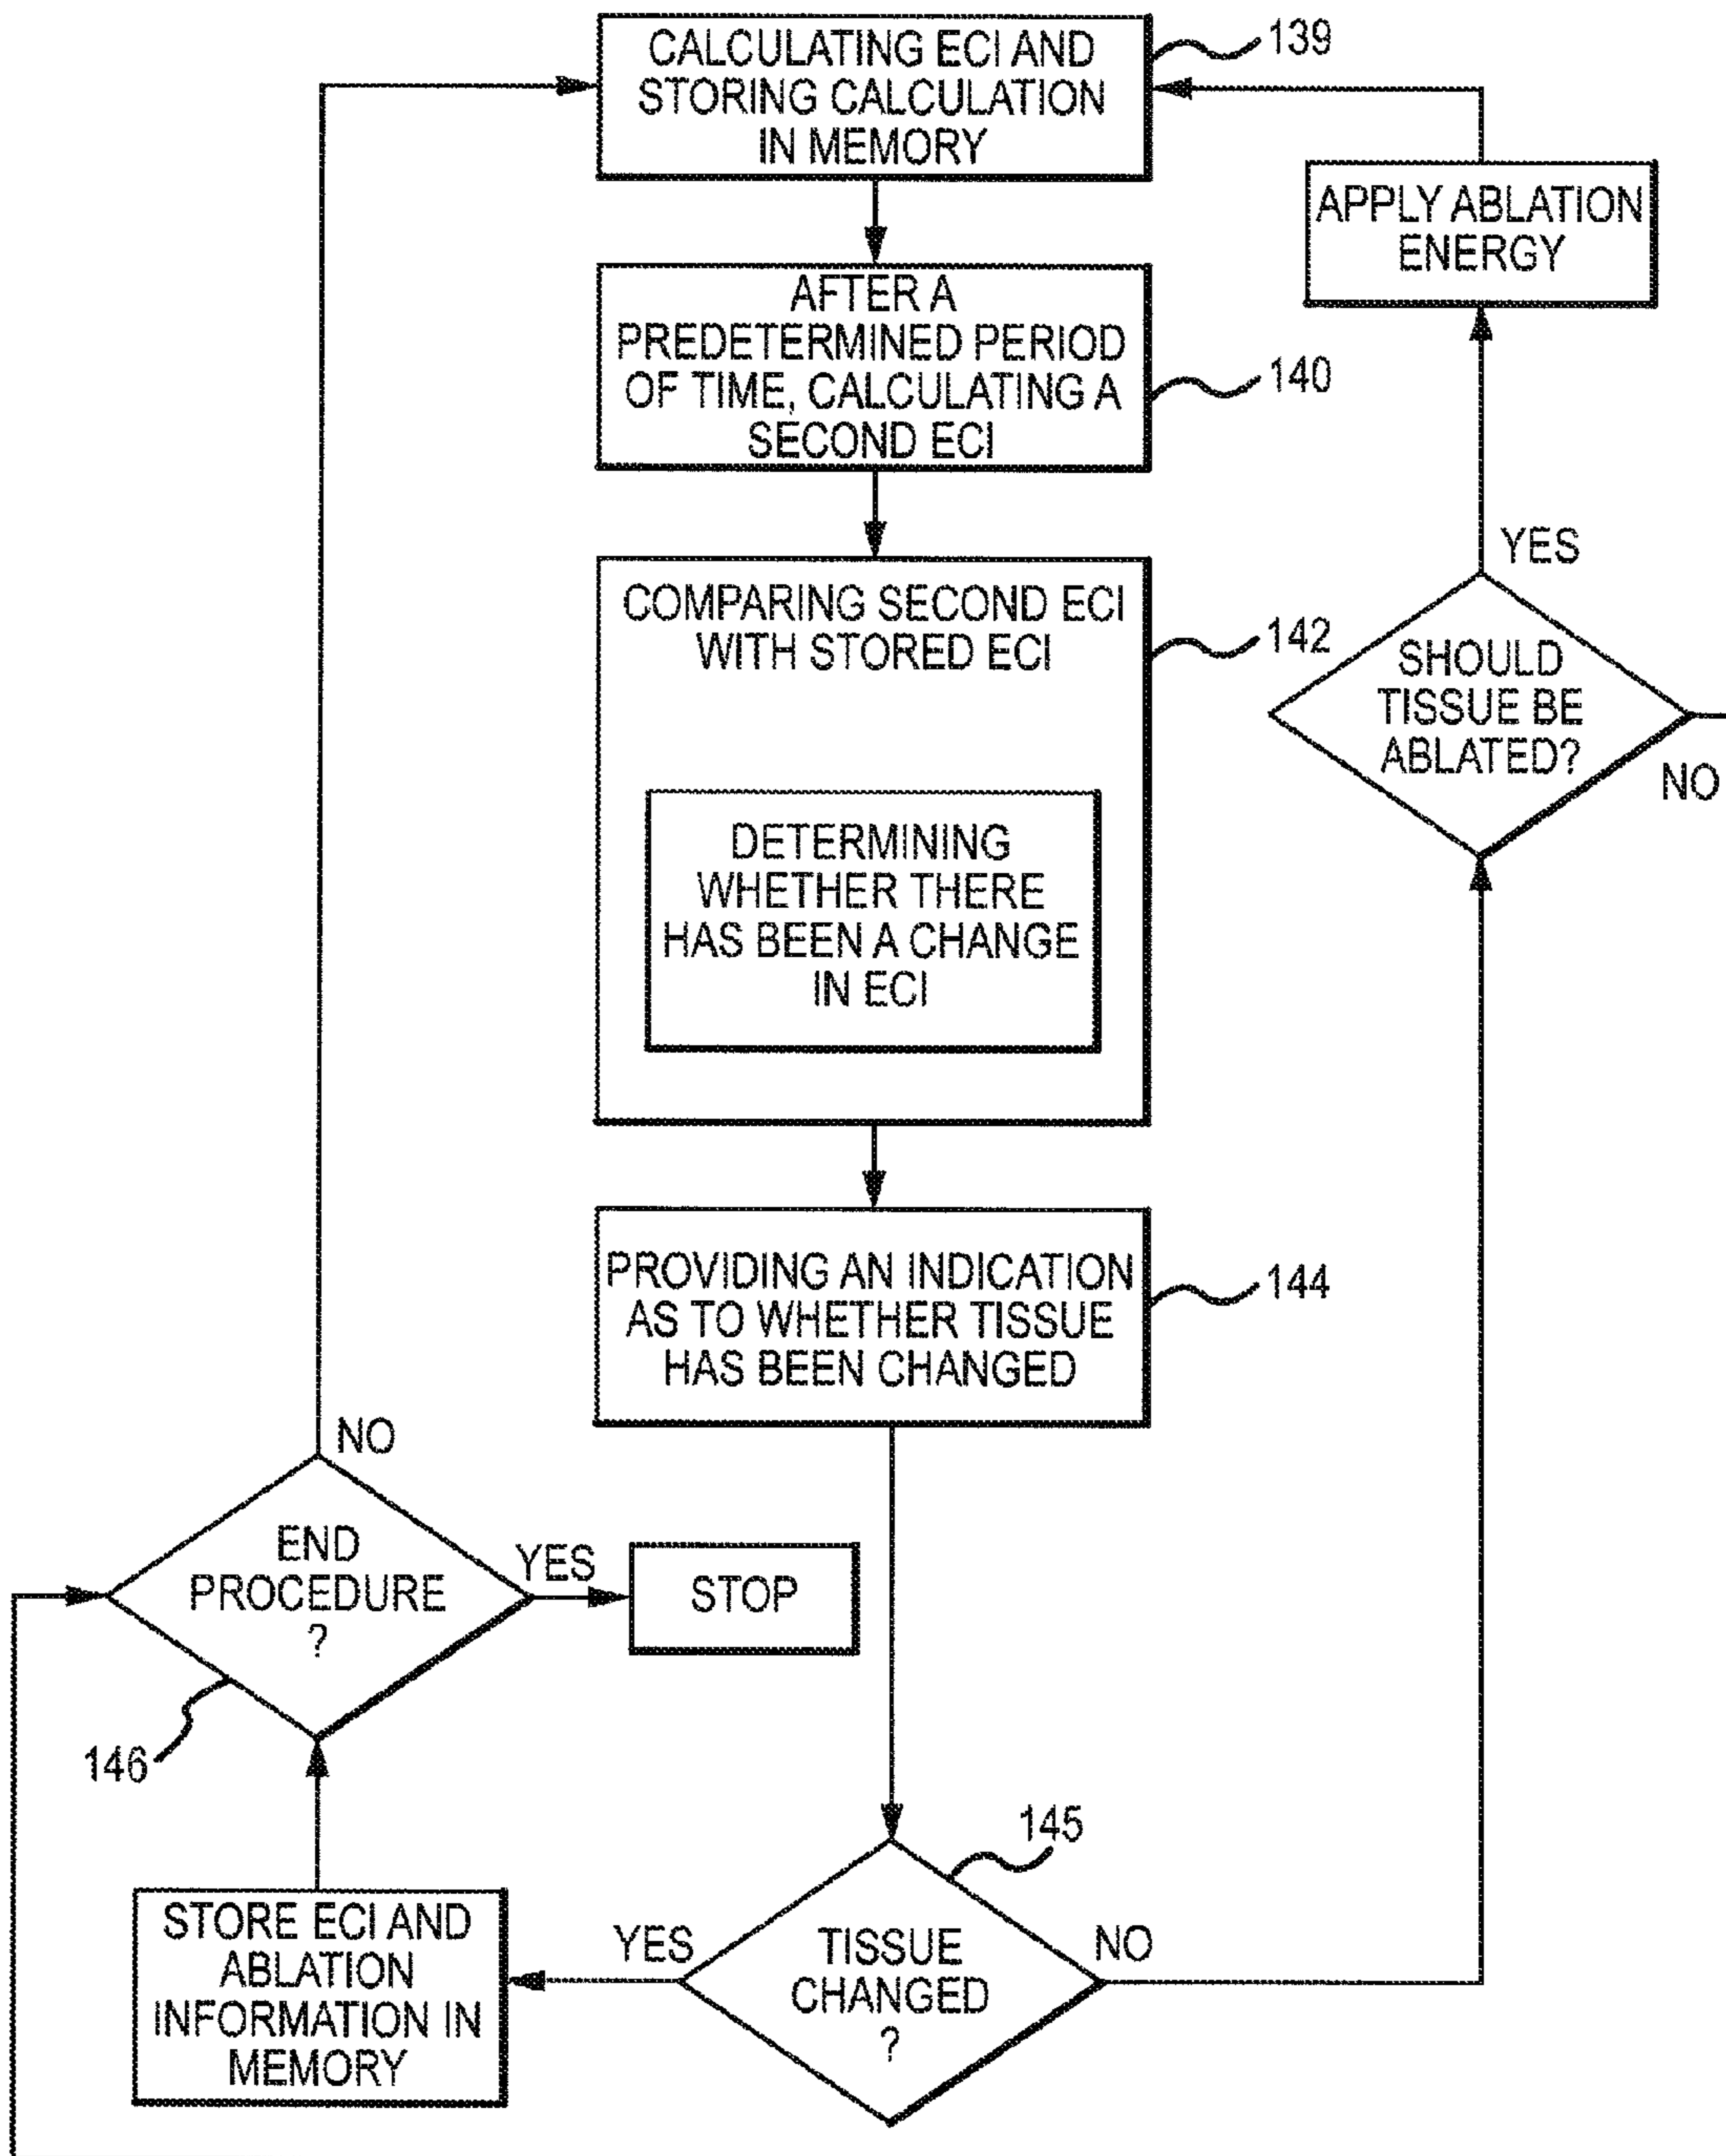 CALCULATING ECI AND
STORING CALCULATION
IN MEMORY
139
APPLY ABLATION
ENERGY
AFTER A
PREDETERMINED PERIOD
OF TIME, CALCULATING A
SECOND ECI
140
YES
COMPARING SECOND ECI
WITH STORED ECI
142
SHOULD
TISSUE BE
ABLATED?
NO
DETERMINING
WHETHER THERE
HAS BEEN A CHANGE
IN ECI
PROVIDING AN INDICATION
AS TO WHETHER TISSUE
HAS BEEN CHANGED
144
NO
END
PROCEDURE
?
YES
STOP
146
145
STORE ECI AND
ABLATION
INFORMATION IN
MEMORY
YES
TISSUE
CHANGED
?
NO